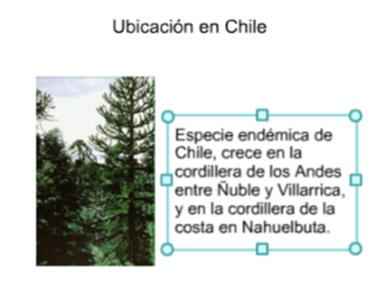 Ubicación en Chile
Especie endémica de
Chile, crece en la
cordillera de los Andes
entre Ñuble y Villarrica,
y en la cordillera de la
costa en Nahuelbuta.